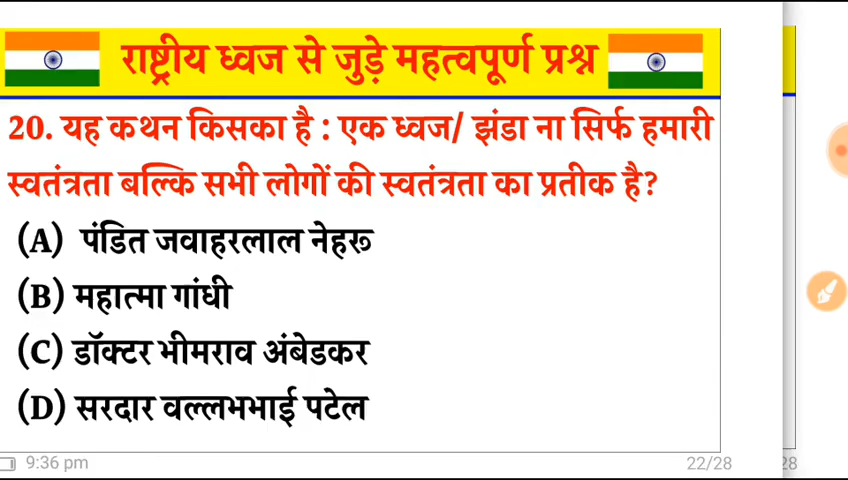 राष्ट्रीय ध्वज से जुड़े महत्वपूर्ण प्रश्न
20. यह कथन किसका है : एक ध्वज/ झंडा ना सिर्फ हमारी
स्वतंत्रता बल्कि सभी लोगों की स्वतंत्रता का प्रतीक है?
(A) पंडित जवाहरलाल नेहरू
(B) महात्मा गांधी
(C) डॉक्टर भीमराव अंबेडकर
(D) सरदार वल्लभभाई पटेल
9:36 pm 22/28 28